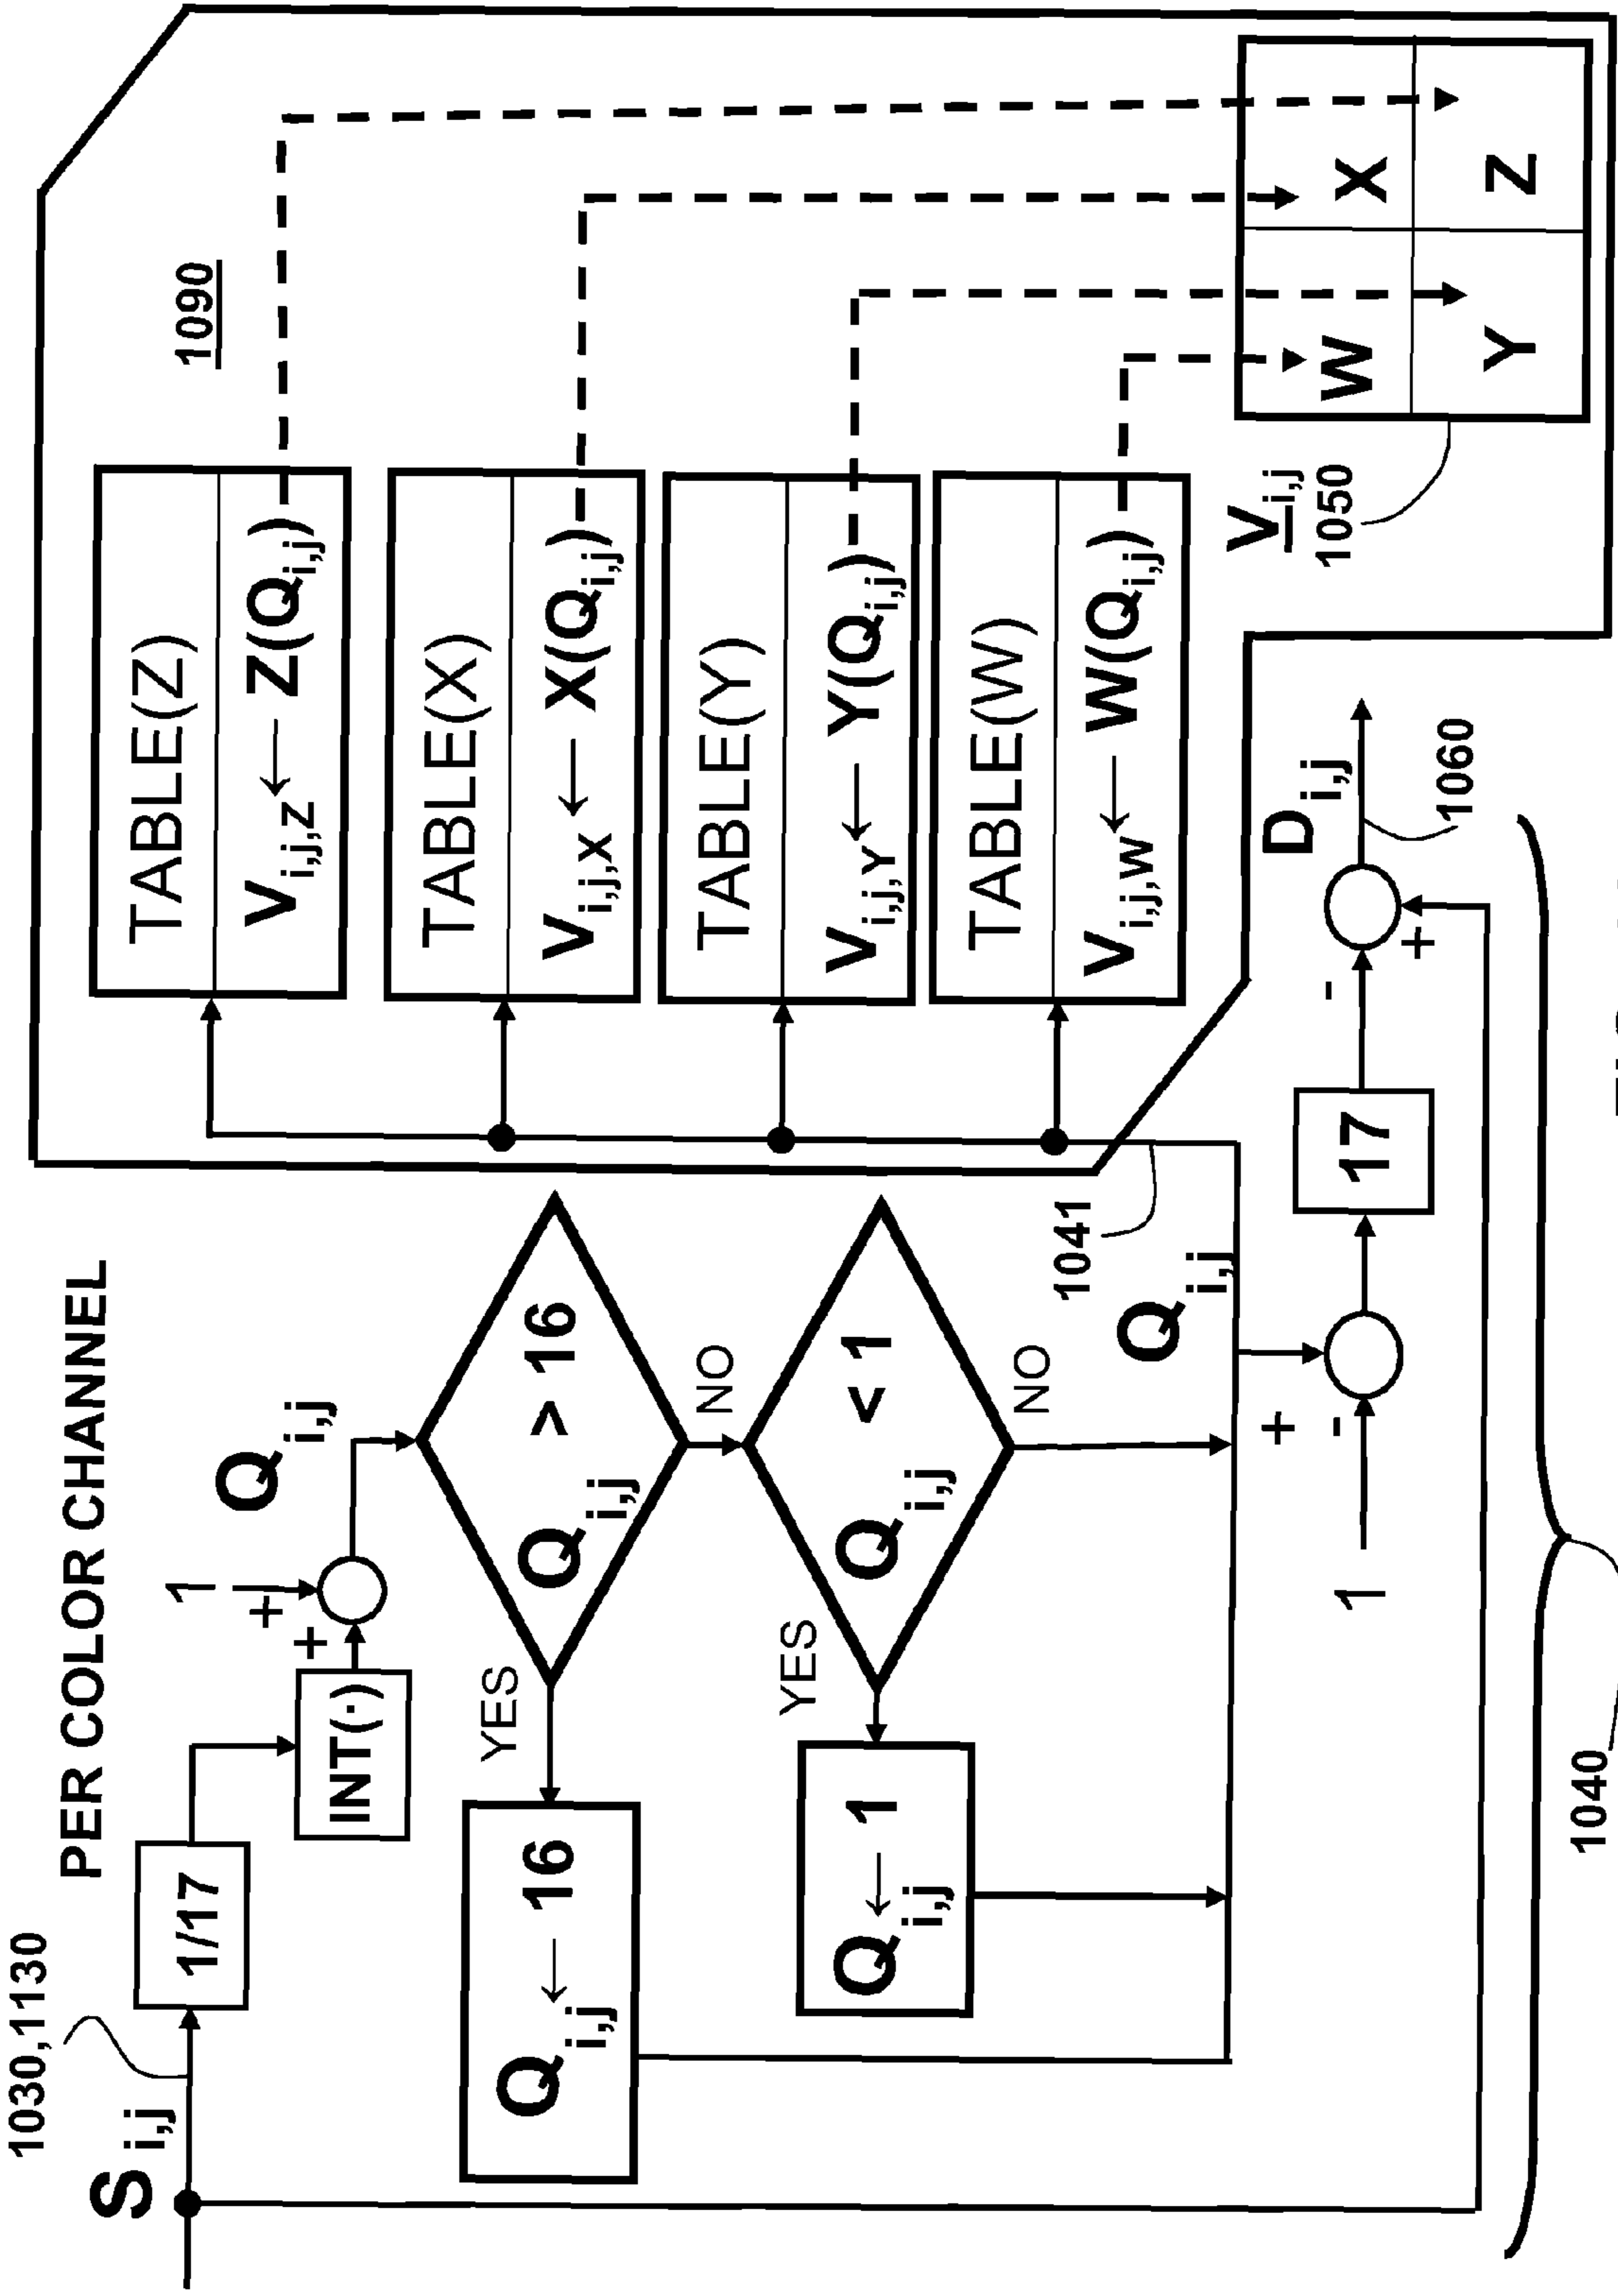 PER COLOR CHANNEL
1030,1130
S i,j
1/17
INT(·)
1
+
+
Q i,j
Q i,j > 16
YES
NO
Q i,j ← 16
Q i,j < 1
YES
NO
Q i,j ← 1
Q i,j
1041
1
-
+
17
-
+
D i,j
1060
1040
1090
TABLE(Z)
V i,j,Z ← Z(Q i,j)
TABLE(X)
V i,j,X ← X(Q i,j)
TABLE(Y)
V i,j,Y ← Y(Q i,j)
TABLE(W)
V i,j,W ← W(Q i,j)
V i,j
1050
W X
Y Z